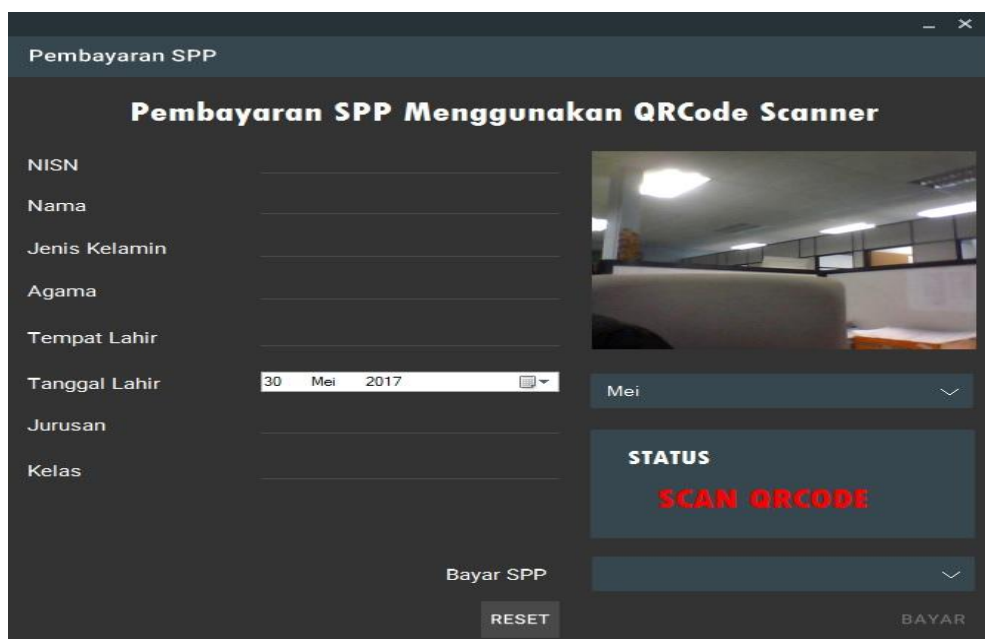 Pembayaran SPP
Pembayaran SPP Menggunakan QRCode Scanner
NISN
Nama
Jenis Kelamin
Agama
Tempat Lahir
Tanggal Lahir 30 Mei 2017
Jurusan
Kelas
Mei
STATUS
SCAN QRCODE
Bayar SPP
RESET
BAYAR